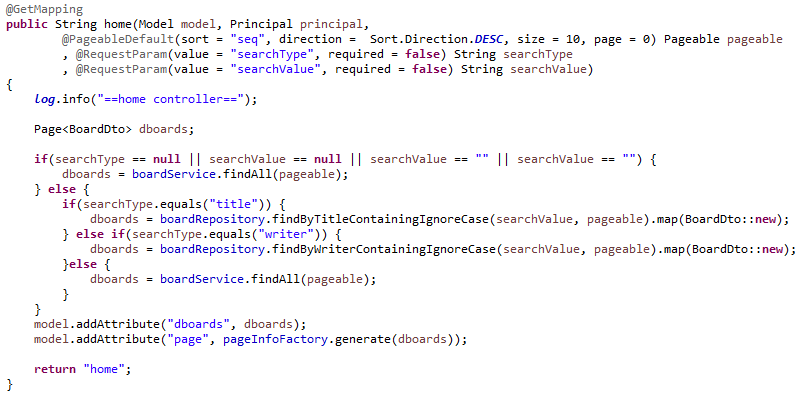 @GetMapping
public String home(Model model, Principal principal,
        @PageableDefault(sort = "seq", direction =  Sort.Direction.DESC, size = 10, page = 0) Pageable pageable
        , @RequestParam(value = "searchType", required = false) String searchType
        , @RequestParam(value = "searchValue", required = false) String searchValue)
{
    log.info("==home controller==");

    Page<BoardDto> dboards;

    if(searchType == null || searchValue == null || searchValue == "" || searchValue == "") {
        dboards = boardService.findAll(pageable);
    } else {
        if(searchType.equals("title")) {
            dboards = boardRepository.findByTitleContainingIgnoreCase(searchValue, pageable).map(BoardDto::new);
        } else if(searchType.equals("writer")) {
            dboards = boardRepository.findByWriterContainingIgnoreCase(searchValue, pageable).map(BoardDto::new);
        }else {
            dboards = boardService.findAll(pageable);
        }
    }
    model.addAttribute("dboards", dboards);
    model.addAttribute("page", pageInfoFactory.generate(dboards));

    return "home";
}